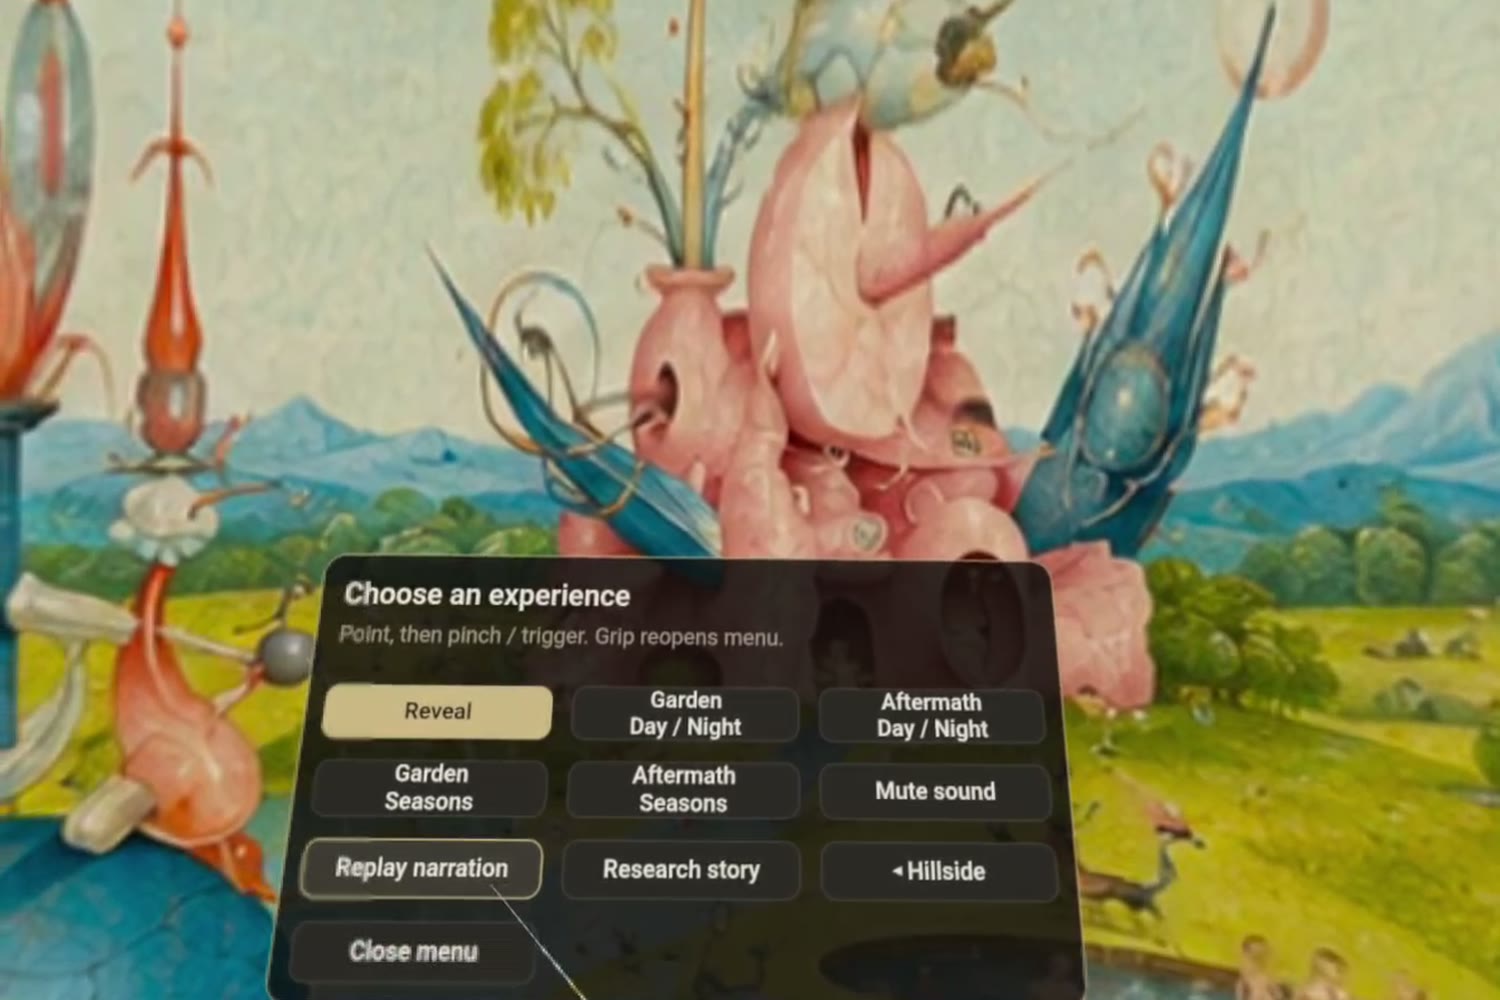 Choose an experience
Point, then pinch / trigger. Grip reopens menu.
Reveal
Garden
Day / Night
Aftermath
Day / Night
Garden
Seasons
Aftermath
Seasons
Mute sound
Replay narration
Research story
◂ Hillside
Close menu